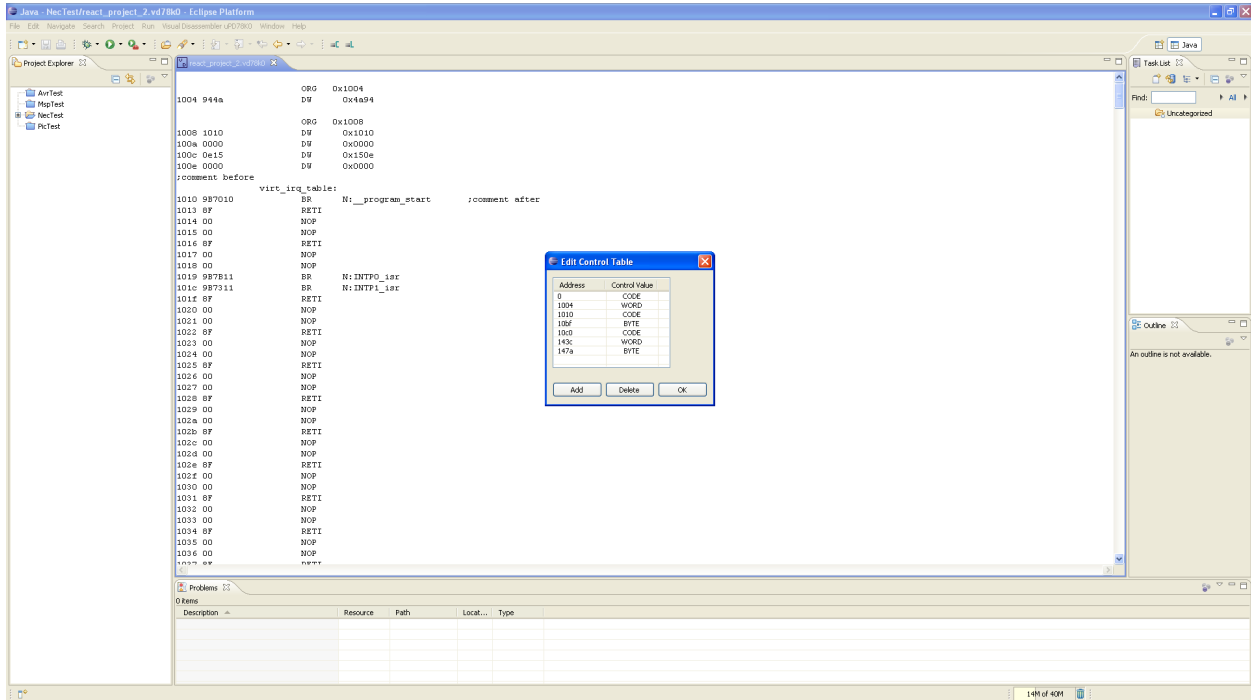 Java - NecTest/react_project_2.vd78k0 - Eclipse Platform
File Edit Navigate Search Project Run Visual Disassembler uPD78K0 Window Help
Java
Project Explorer
AvrTest
MspTest
NecTest
PicTest
react_project_2.vd78k0
ORG 0x1004
1004 944a DW 0x4a94
ORG 0x1008
1008 1010 DW 0x1010
100a 0000 DW 0x0000
100c 0e15 DW 0x150e
100e 0000 DW 0x0000
;comment before
virt_irq_table:
1010 9B7010 BR N:__program_start ;comment after
1013 8F RETI
1014 00 NOP
1015 00 NOP
1016 8F RETI
1017 00 NOP
1018 00 NOP
1019 9B7B11 BR N:INTP0_isr
101c 9B7311 BR N:INTP1_isr
101f 8F RETI
1020 00 NOP
1021 00 NOP
1022 8F RETI
1023 00 NOP
1024 00 NOP
1025 8F RETI
1026 00 NOP
1027 00 NOP
1028 8F RETI
1029 00 NOP
102a 00 NOP
102b 8F RETI
102c 00 NOP
102d 00 NOP
102e 8F RETI
102f 00 NOP
1030 00 NOP
1031 8F RETI
1032 00 NOP
1033 00 NOP
1034 8F RETI
1035 00 NOP
1036 00 NOP
1037 8F RETI
Edit Control Table
Address Control Value
0 CODE
1004 WORD
1010 CODE
10bf BYTE
10c0 CODE
143c WORD
147a BYTE
Add Delete OK
Task List
Find: All
Uncategorized
Outline
An outline is not available.
Problems
0 items
Description Resource Path Locat... Type
14M of 40M